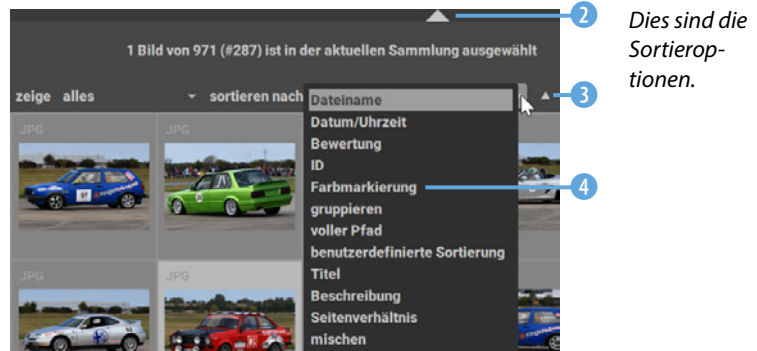 2
Dies sind die
Sortierop-
tionen.
1 Bild von 971 (#287) ist in der aktuellen Sammlung ausgewählt
zeige alles sortieren nach
3
Dateiname
Datum/Uhrzeit
Bewertung
ID
Farbmarkierung
4
gruppieren
voller Pfad
benutzerdefinierte Sortierung
Titel
Beschreibung
Seitenverhältnis
mischen
JPG
JPG
97
JPG
JPG